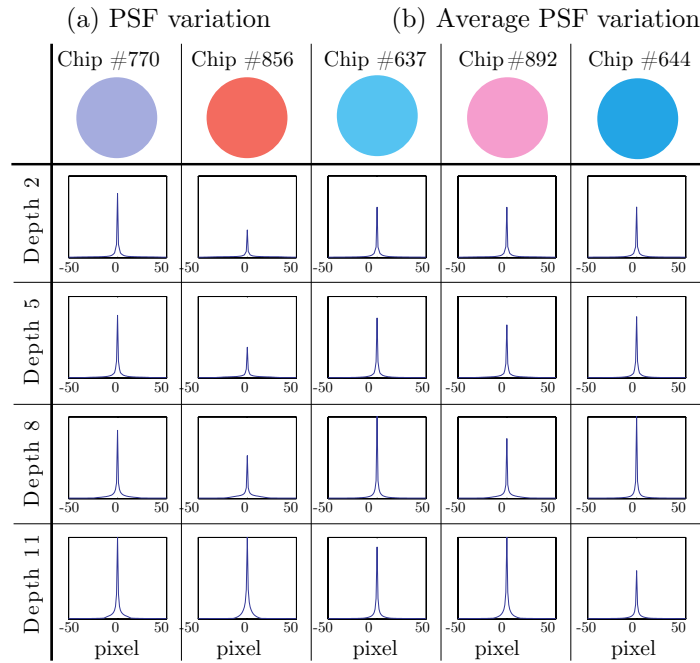 (a) PSF variation (b) Average PSF variation
Chip #770 Chip #856 Chip #637 Chip #892 Chip #644
Depth 2
-50 0 50 -50 0 50 -50 0 50 -50 0 50 -50 0 50
Depth 5
-50 0 50 -50 0 50 -50 0 50 -50 0 50 -50 0 50
Depth 8
-50 0 50 -50 0 50 -50 0 50 -50 0 50 -50 0 50
Depth 11
-50 0 50 -50 0 50 -50 0 50 -50 0 50 -50 0 50
pixel pixel pixel pixel pixel